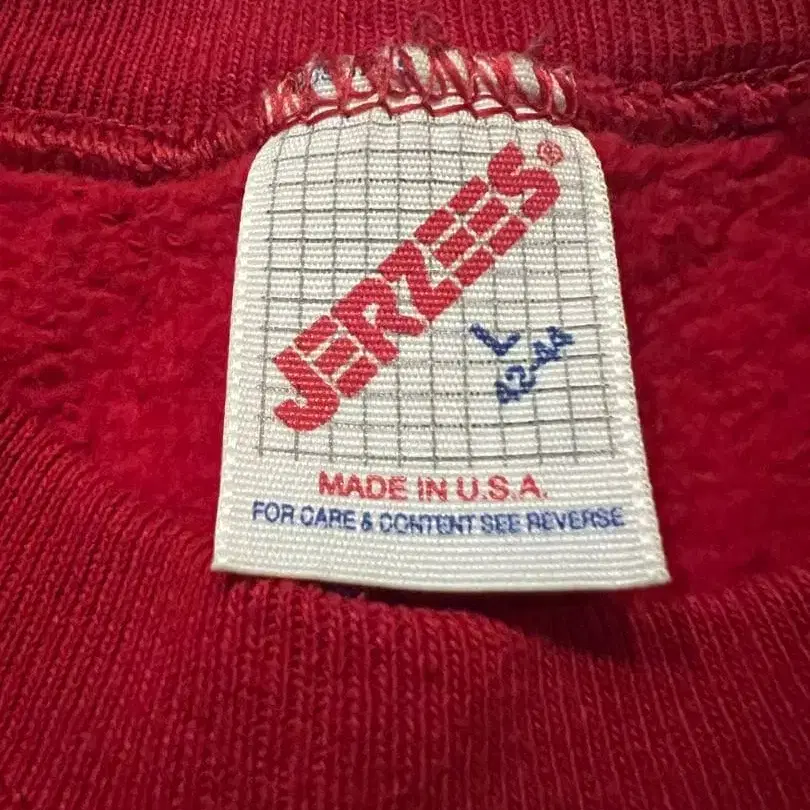 JERZEES®
L
42-44
MADE IN U.S.A.
FOR CARE & CONTENT SEE REVERSE